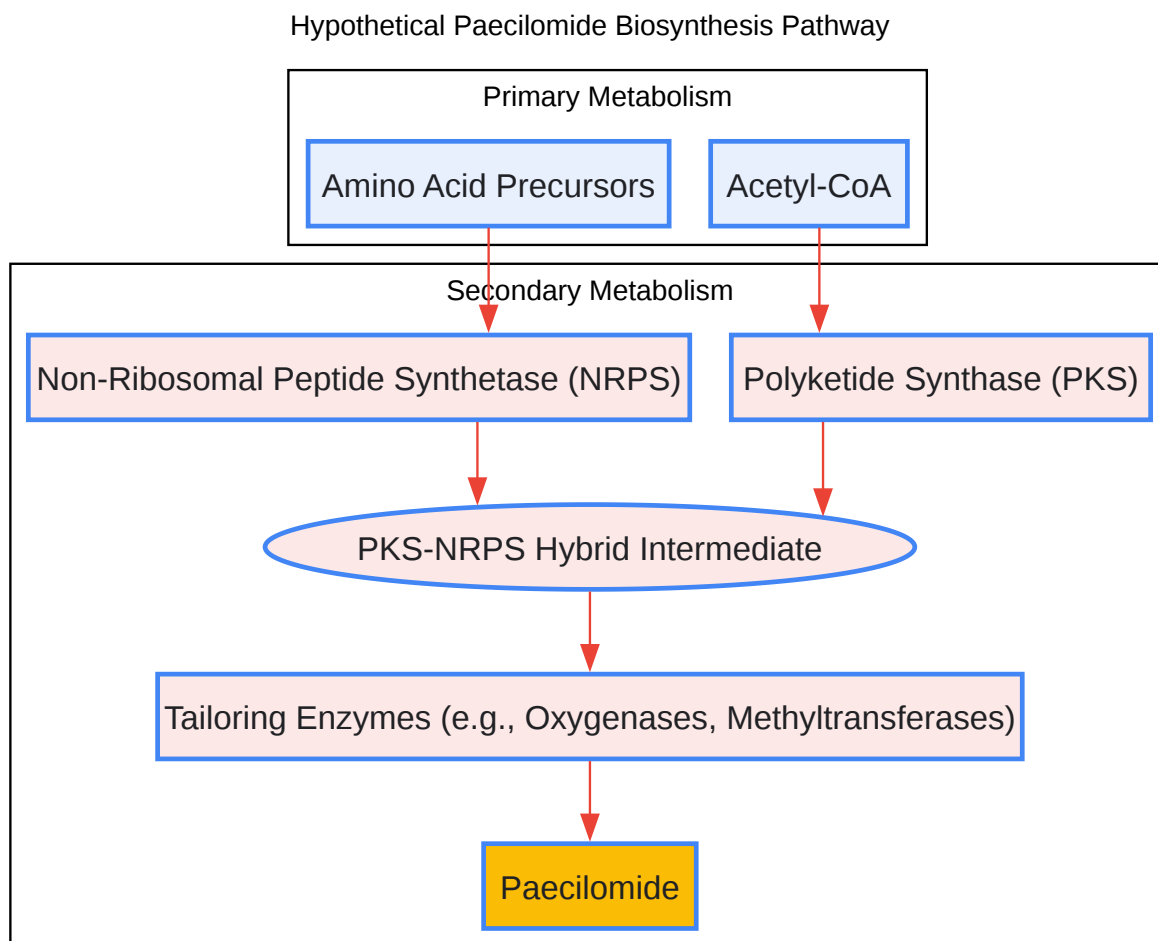 Hypothetical Paecilomide Biosynthesis Pathway
Primary Metabolism
Amino Acid Precursors
Acetyl-CoA
Secondary Metabolism
Non-Ribosomal Peptide Synthetase (NRPS)
Polyketide Synthase (PKS)
PKS-NRPS Hybrid Intermediate
Tailoring Enzymes (e.g., Oxygenases, Methyltransferases)
Paecilomide